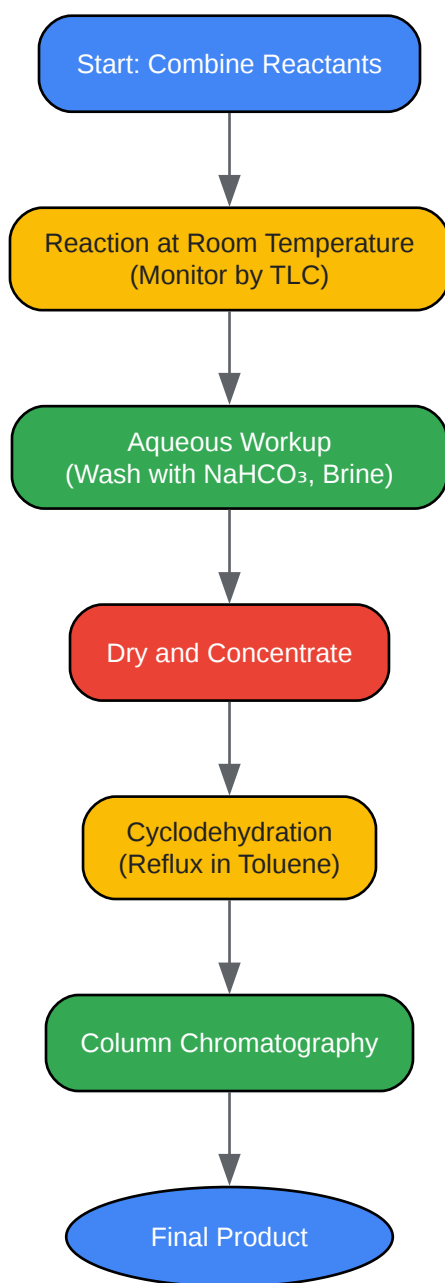 Start: Combine Reactants
Reaction at Room Temperature
(Monitor by TLC)
Aqueous Workup
(Wash with NaHCO₃, Brine)
Dry and Concentrate
Cyclodehydration
(Reflux in Toluene)
Column Chromatography
Final Product